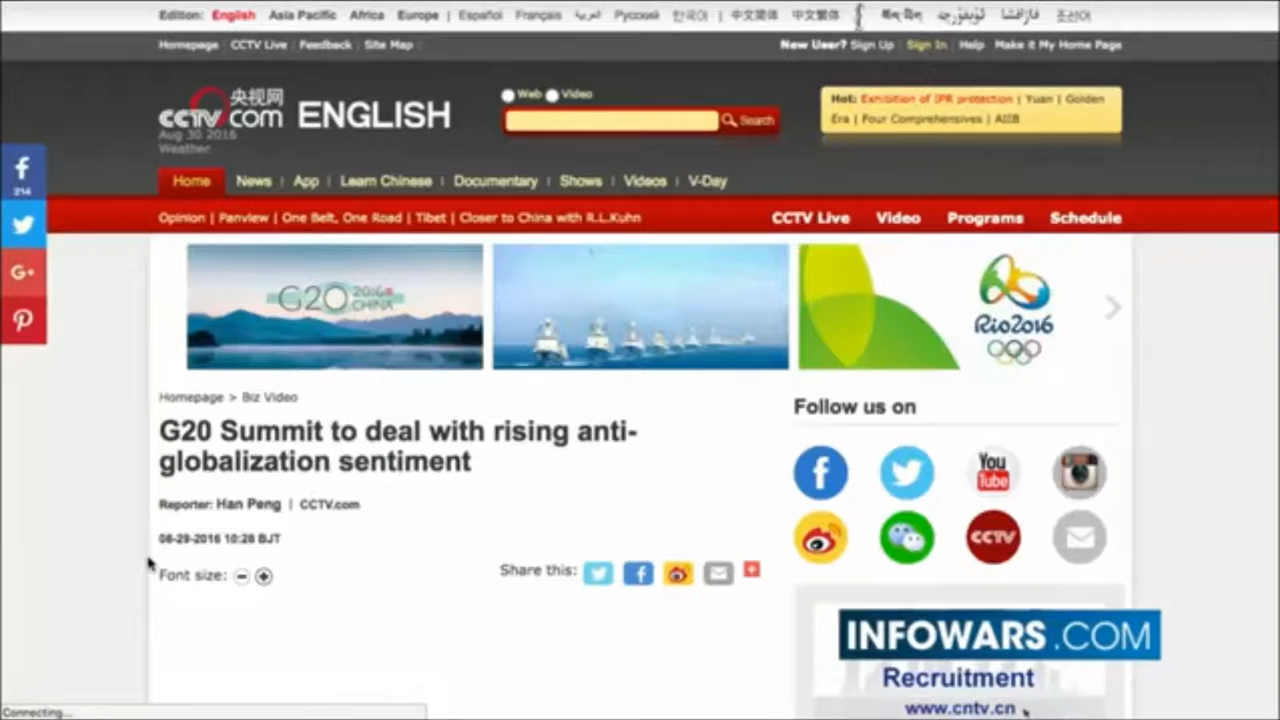 Edition: English Asia Pacific Africa Europe | Español Français العربية Pусский 한국어 | 中文简体 中文繁体
조선어
Homepage CCTV Live Feedback Site Map
New User? Sign Up Sign In Help Make it My Home Page
CCTV.com 央视网 ENGLISH
Aug 30 2016
Weather
Web Video
Search
Hot: Exhibition of IPR protection | Yuan | Golden
Era | Four Comprehensives | AIIB
f
214
G+
Home News | App | Learn Chinese | Documentary | Shows | Videos | V-Day
Opinion | Panview | One Belt, One Road | Tibet | Closer to China with R.L.Kuhn
CCTV Live Video Programs Schedule
G20 2016 CHINA
Rio2016
Homepage > Biz Video
G20 Summit to deal with rising anti-
globalization sentiment
Reporter: Han Peng | CCTV.com
08-29-2016 10:28 BJT
Font size:
Share this:
Follow us on
You
Tube
CCTV
INFOWARS.COM
Recruitment
www.cntv.cn
Connecting...